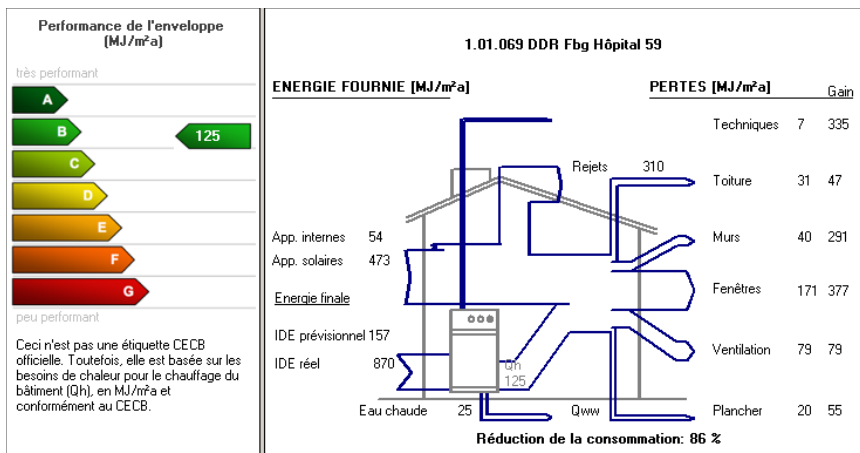 Performance de l'enveloppe
(MJ/m²a)
très performant
A
B
125
C
D
E
F
G
peu performant
Ceci n'est pas une étiquette CECB
officielle. Toutefois, elle est basée sur les
besoins de chaleur pour le chauffage du
bâtiment (Qh), en MJ/m²a et
conformément au CECB.
1.01.069 DDR Fbg Hôpital 59
ENERGIE FOURNIE [MJ/m²a]
PERTES [MJ/m²a]
Gain
Techniques 7 335
Rejets 310
Toiture 31 47
App. internes 54
Murs 40 291
App. solaires 473
Fenêtres 171 377
Energie finale
IDE prévisionnel 157
Ventilation 79 79
IDE réel 870
Qh
125
Eau chaude 25
Qww
Plancher 20 55
Réduction de la consommation: 86 %